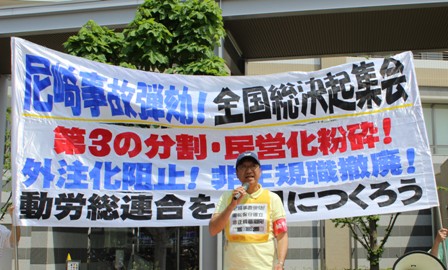 尼崎事故弾劾！全国総決起集会
第3の分割・民営化粉砕！
外注化阻止！非正規職撤廃！
動労総連合を　　につくろう